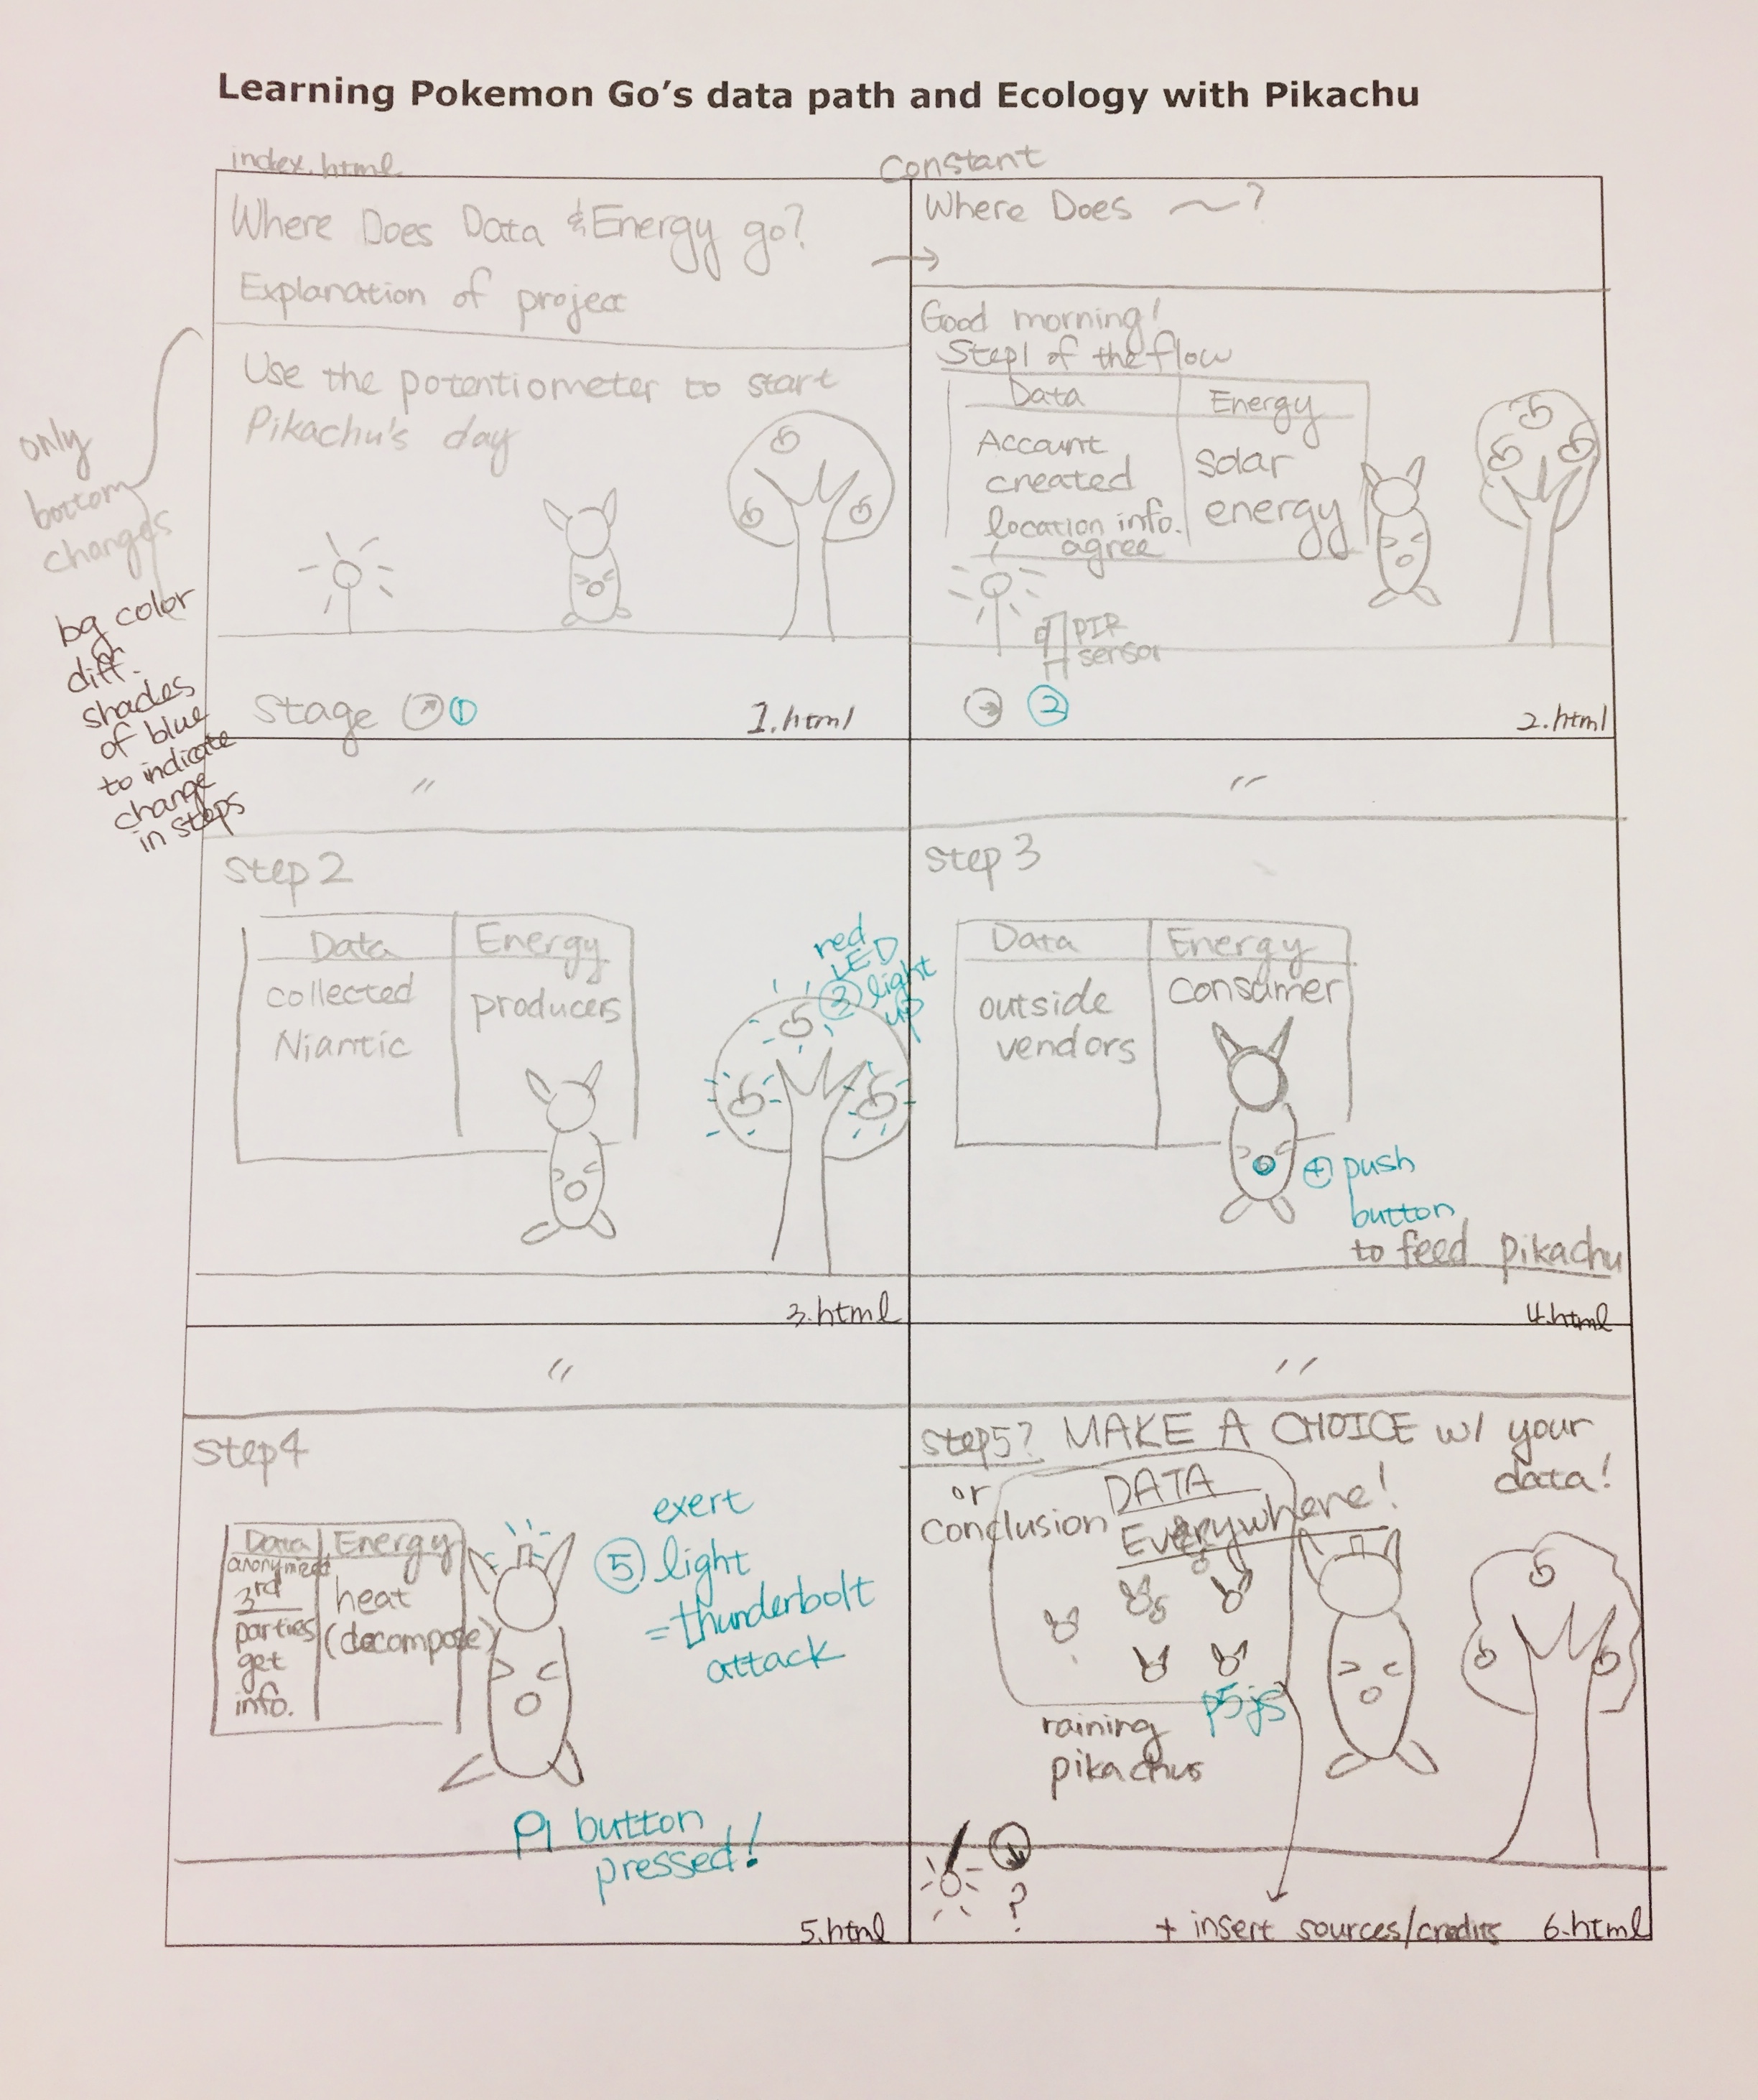 Learning Pokemon Go's data path and Ecology with Pikachu
index.html
Constant
Where Does Data & Energy go?
Explanation of project
Use the potentiometer to start
Pikachu's day
Stage ①
1.html
only
bottom
changes
bg color
diff.
shades
of blue
to indicate
change
in steps
Where Does ~?
Good morning!
Step1 of the flow
Data
Energy
Account
created
location info.
agree
solar
energy
PIR
sensor
②
2.html
〃
Step 2
Data
Energy
collected
Niantic
producers
red
LED
③ light
up
3.html
〃
Step 3
Data
Energy
outside
vendors
consumer
④ push
button
to feed pikachu
4.html
〃
Step4
Data
Energy
anonymized
3rd
parties
get
info.
heat
(decompose)
exert
⑤ light
=thunderbolt
attack
Pi button
pressed!
5.html
〃
Step5? MAKE A CHOICE w/ your
data!
or
conclusion
DATA
Everywhere!
p5js
raining
pikachus
?
+ insert sources/credits
6.html